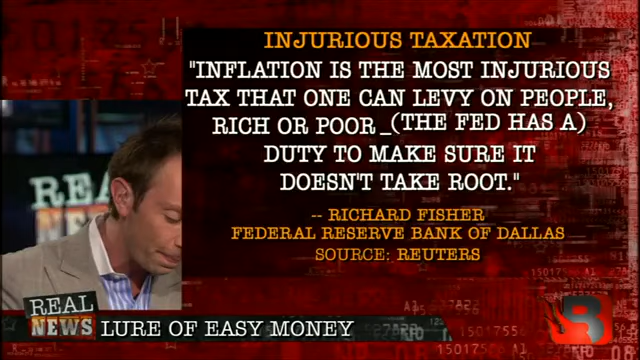 INJURIOUS TAXATION
"INFLATION IS THE MOST INJURIOUS
TAX THAT ONE CAN LEVY ON PEOPLE,
RICH OR POOR _(THE FED HAS A)
DUTY TO MAKE SURE IT
DOESN'T TAKE ROOT."
-- RICHARD FISHER
FEDERAL RESERVE BANK OF DALLAS
SOURCE: REUTERS
REAL
NEWS
REAL
NEWS
LURE OF EASY MONEY
B